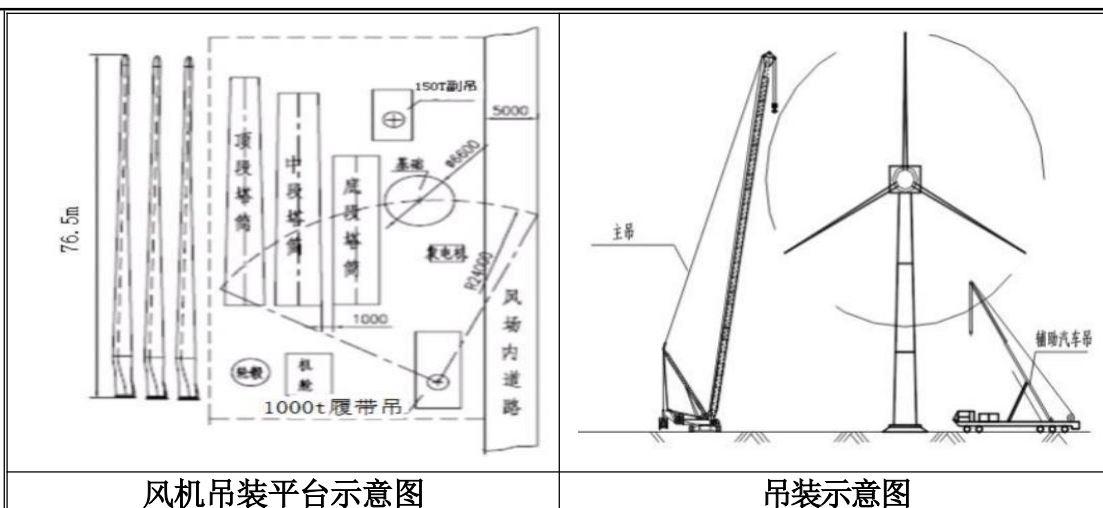 76.5m
顶段塔筒
中段塔筒
底段塔筒
150T副吊
基础
φ6600
5000
发电机
R24000
1000
轮毂
机舱
1000t履带吊
风场内道路
风机吊装平台示意图
主吊
辅助汽车吊
吊装示意图